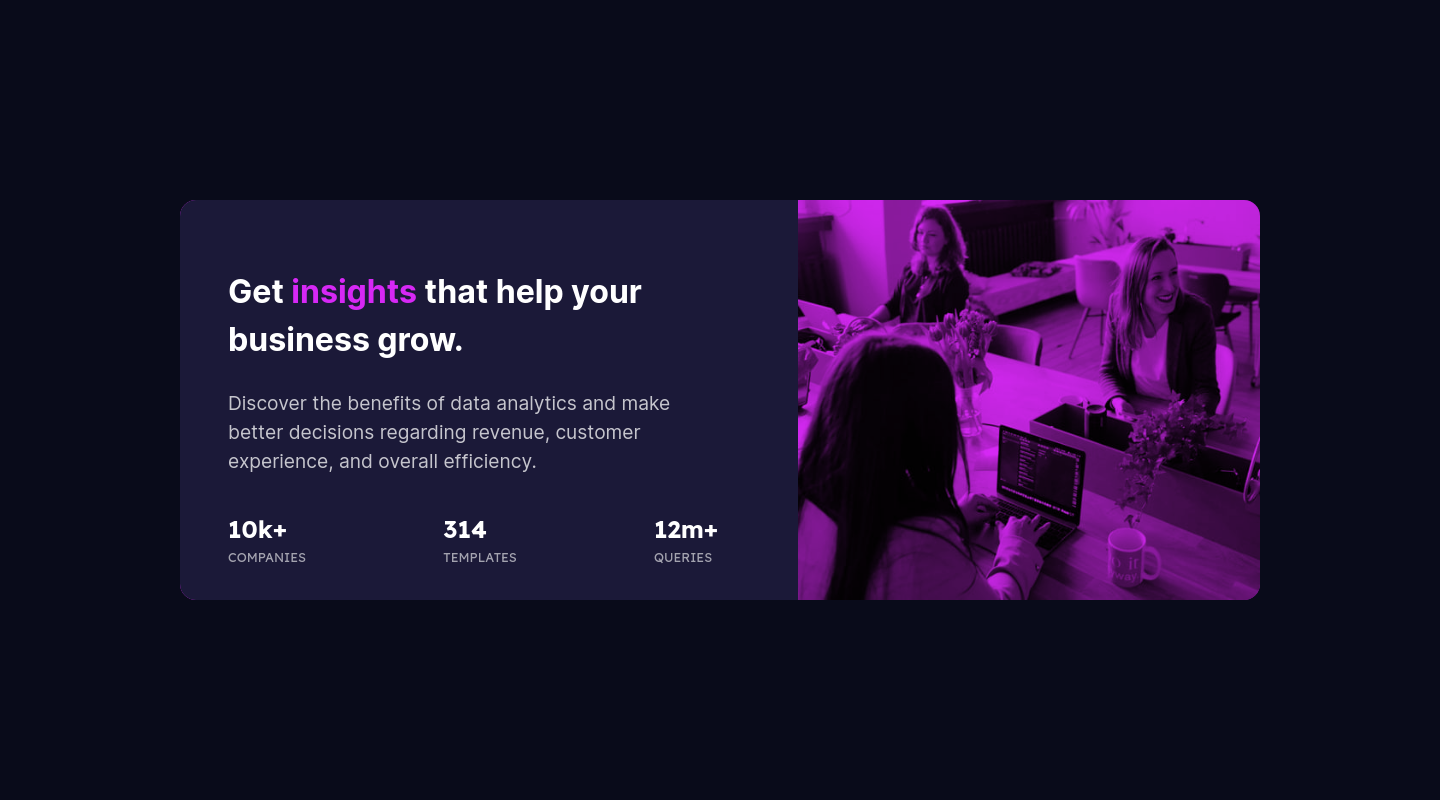 Get insights that help your
business grow.
Discover the benefits of data analytics and make
better decisions regarding revenue, customer
experience, and overall efficiency.
10k+ 314 12m+
COMPANIES TEMPLATES QUERIES